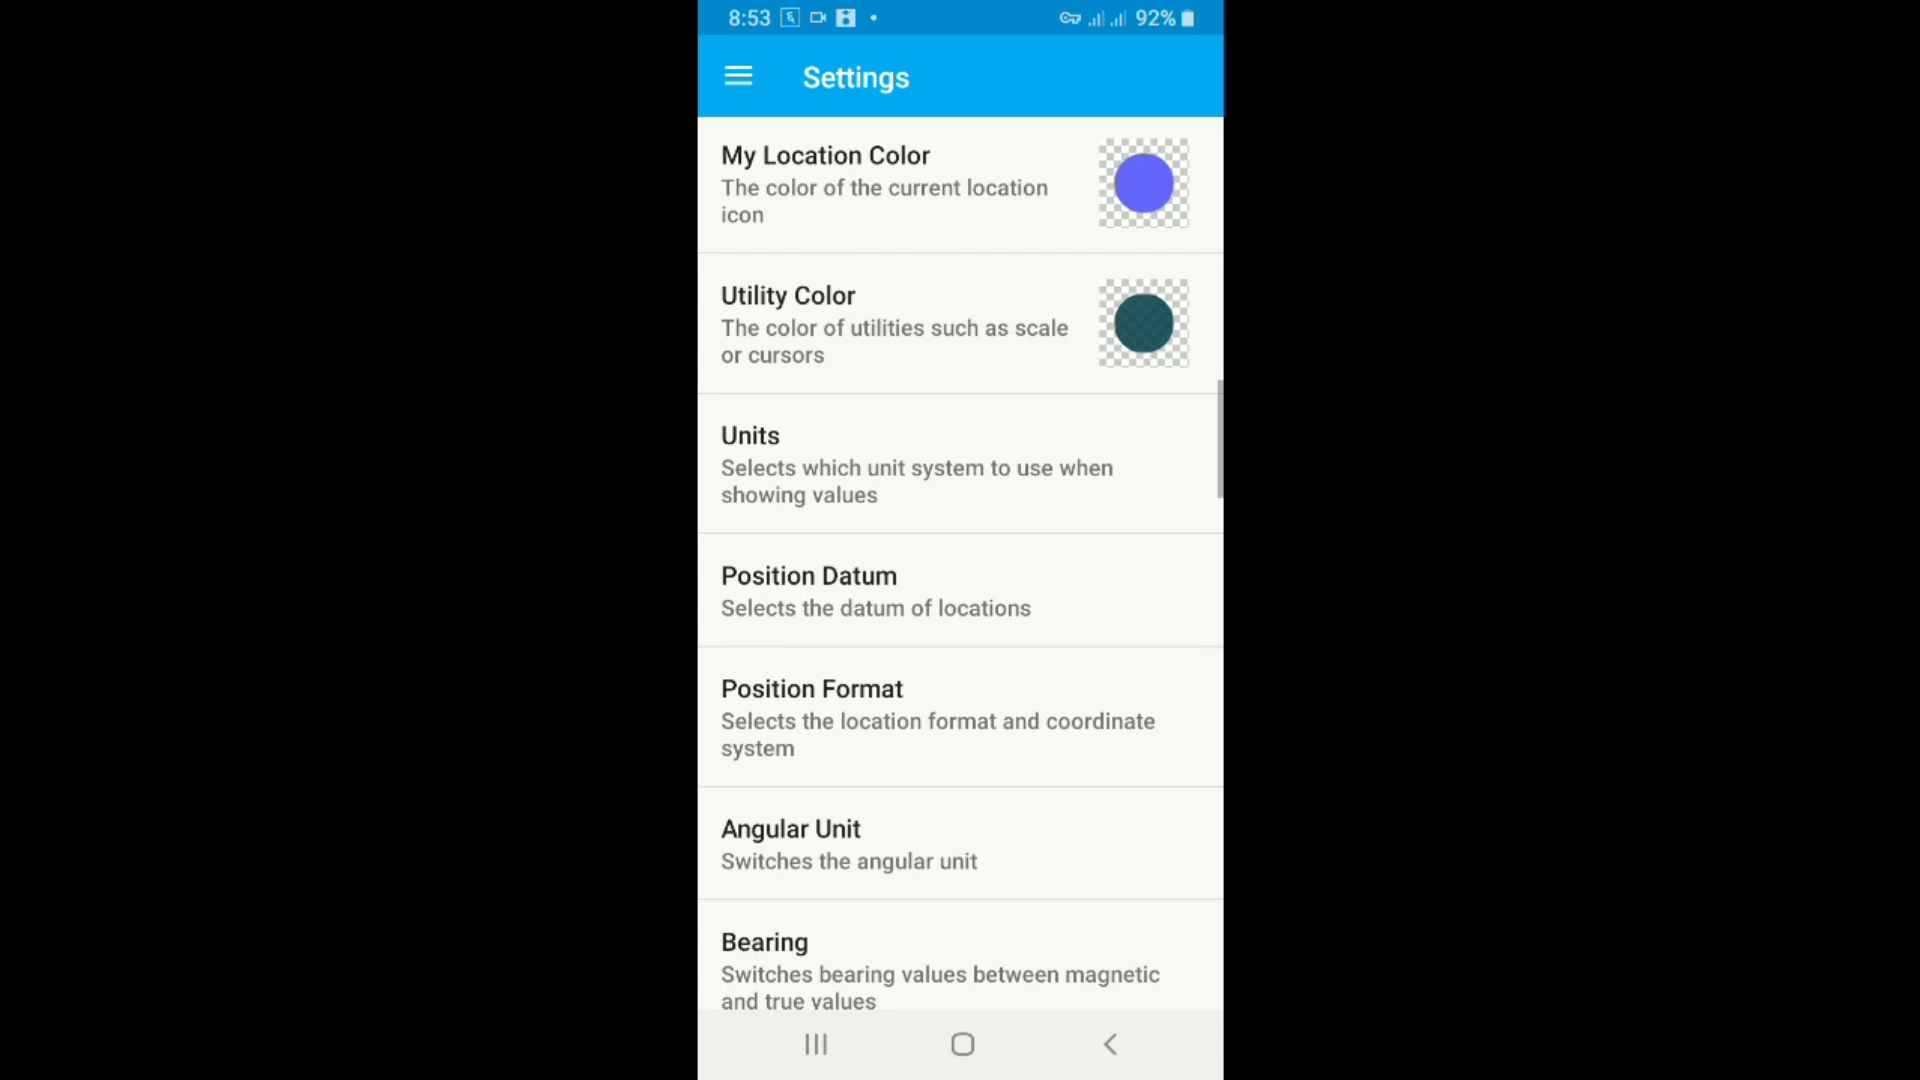 8:53 92%
Settings
My Location Color
The color of the current location
icon
Utility Color
The color of utilities such as scale
or cursors
Units
Selects which unit system to use when
showing values
Position Datum
Selects the datum of locations
Position Format
Selects the location format and coordinate
system
Angular Unit
Switches the angular unit
Bearing
Switches bearing values between magnetic
and true values